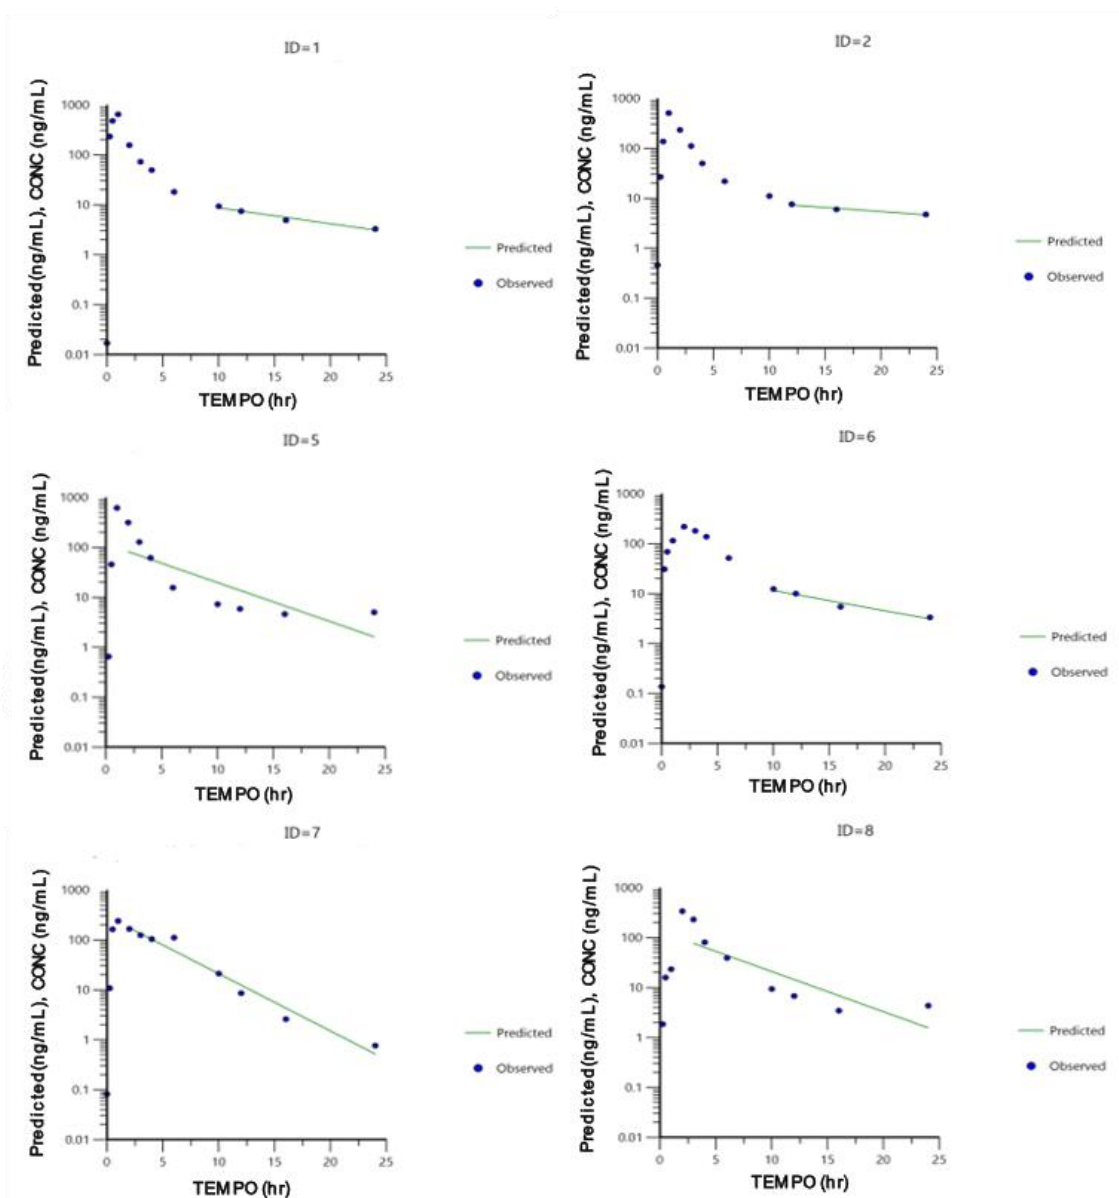 ID=1
Predicted(ng/mL), CONC (ng/mL)
1000
100
10
1
0.1
0.01
0 5 10 15 20 25
TEMPO (hr)
Predicted
Observed
ID=2
Predicted(ng/mL), CONC (ng/mL)
1000
100
10
1
0.1
0.01
0 5 10 15 20 25
TEMPO (hr)
Predicted
Observed
ID=5
Predicted(ng/mL), CONC (ng/mL)
1000
100
10
1
0.1
0.01
0 5 10 15 20 25
TEMPO (hr)
Predicted
Observed
ID=6
Predicted(ng/mL), CONC (ng/mL)
1000
100
10
1
0.1
0.01
0 5 10 15 20 25
TEMPO (hr)
Predicted
Observed
ID=7
Predicted(ng/mL), CONC (ng/mL)
1000
100
10
1
0.1
0.01
0 5 10 15 20 25
TEMPO (hr)
Predicted
Observed
ID=8
Predicted(ng/mL), CONC (ng/mL)
1000
100
10
1
0.1
0.01
0 5 10 15 20 25
TEMPO (hr)
Predicted
Observed